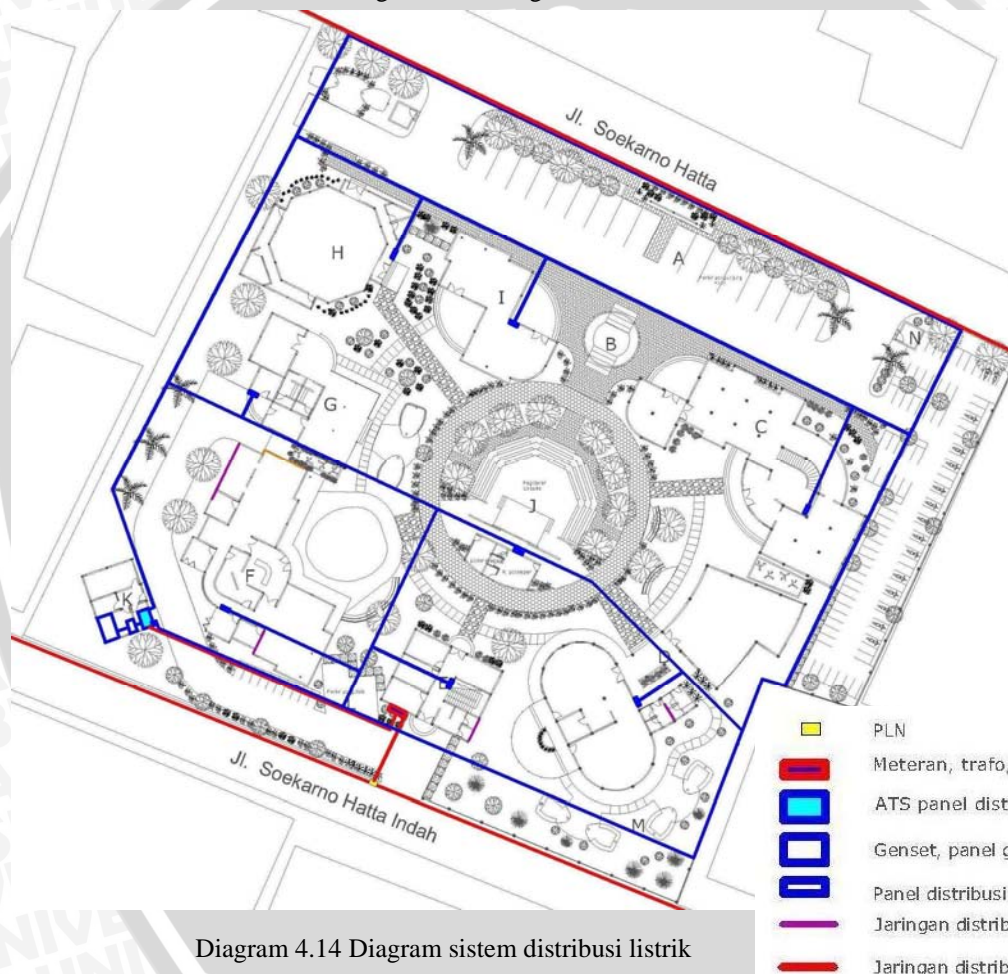 Jl. Soekarno Hatta
A
H
I
B
N
G
C
J
F
K
D
M
Jl. Soekarno Hatta Indah
PLN
Meteran, trafo,
ATS panel dist
Genset, panel g
Panel distribusi
Jaringan distrib
Jaringan distrib
Diagram 4.14 Diagram sistem distribusi listrik